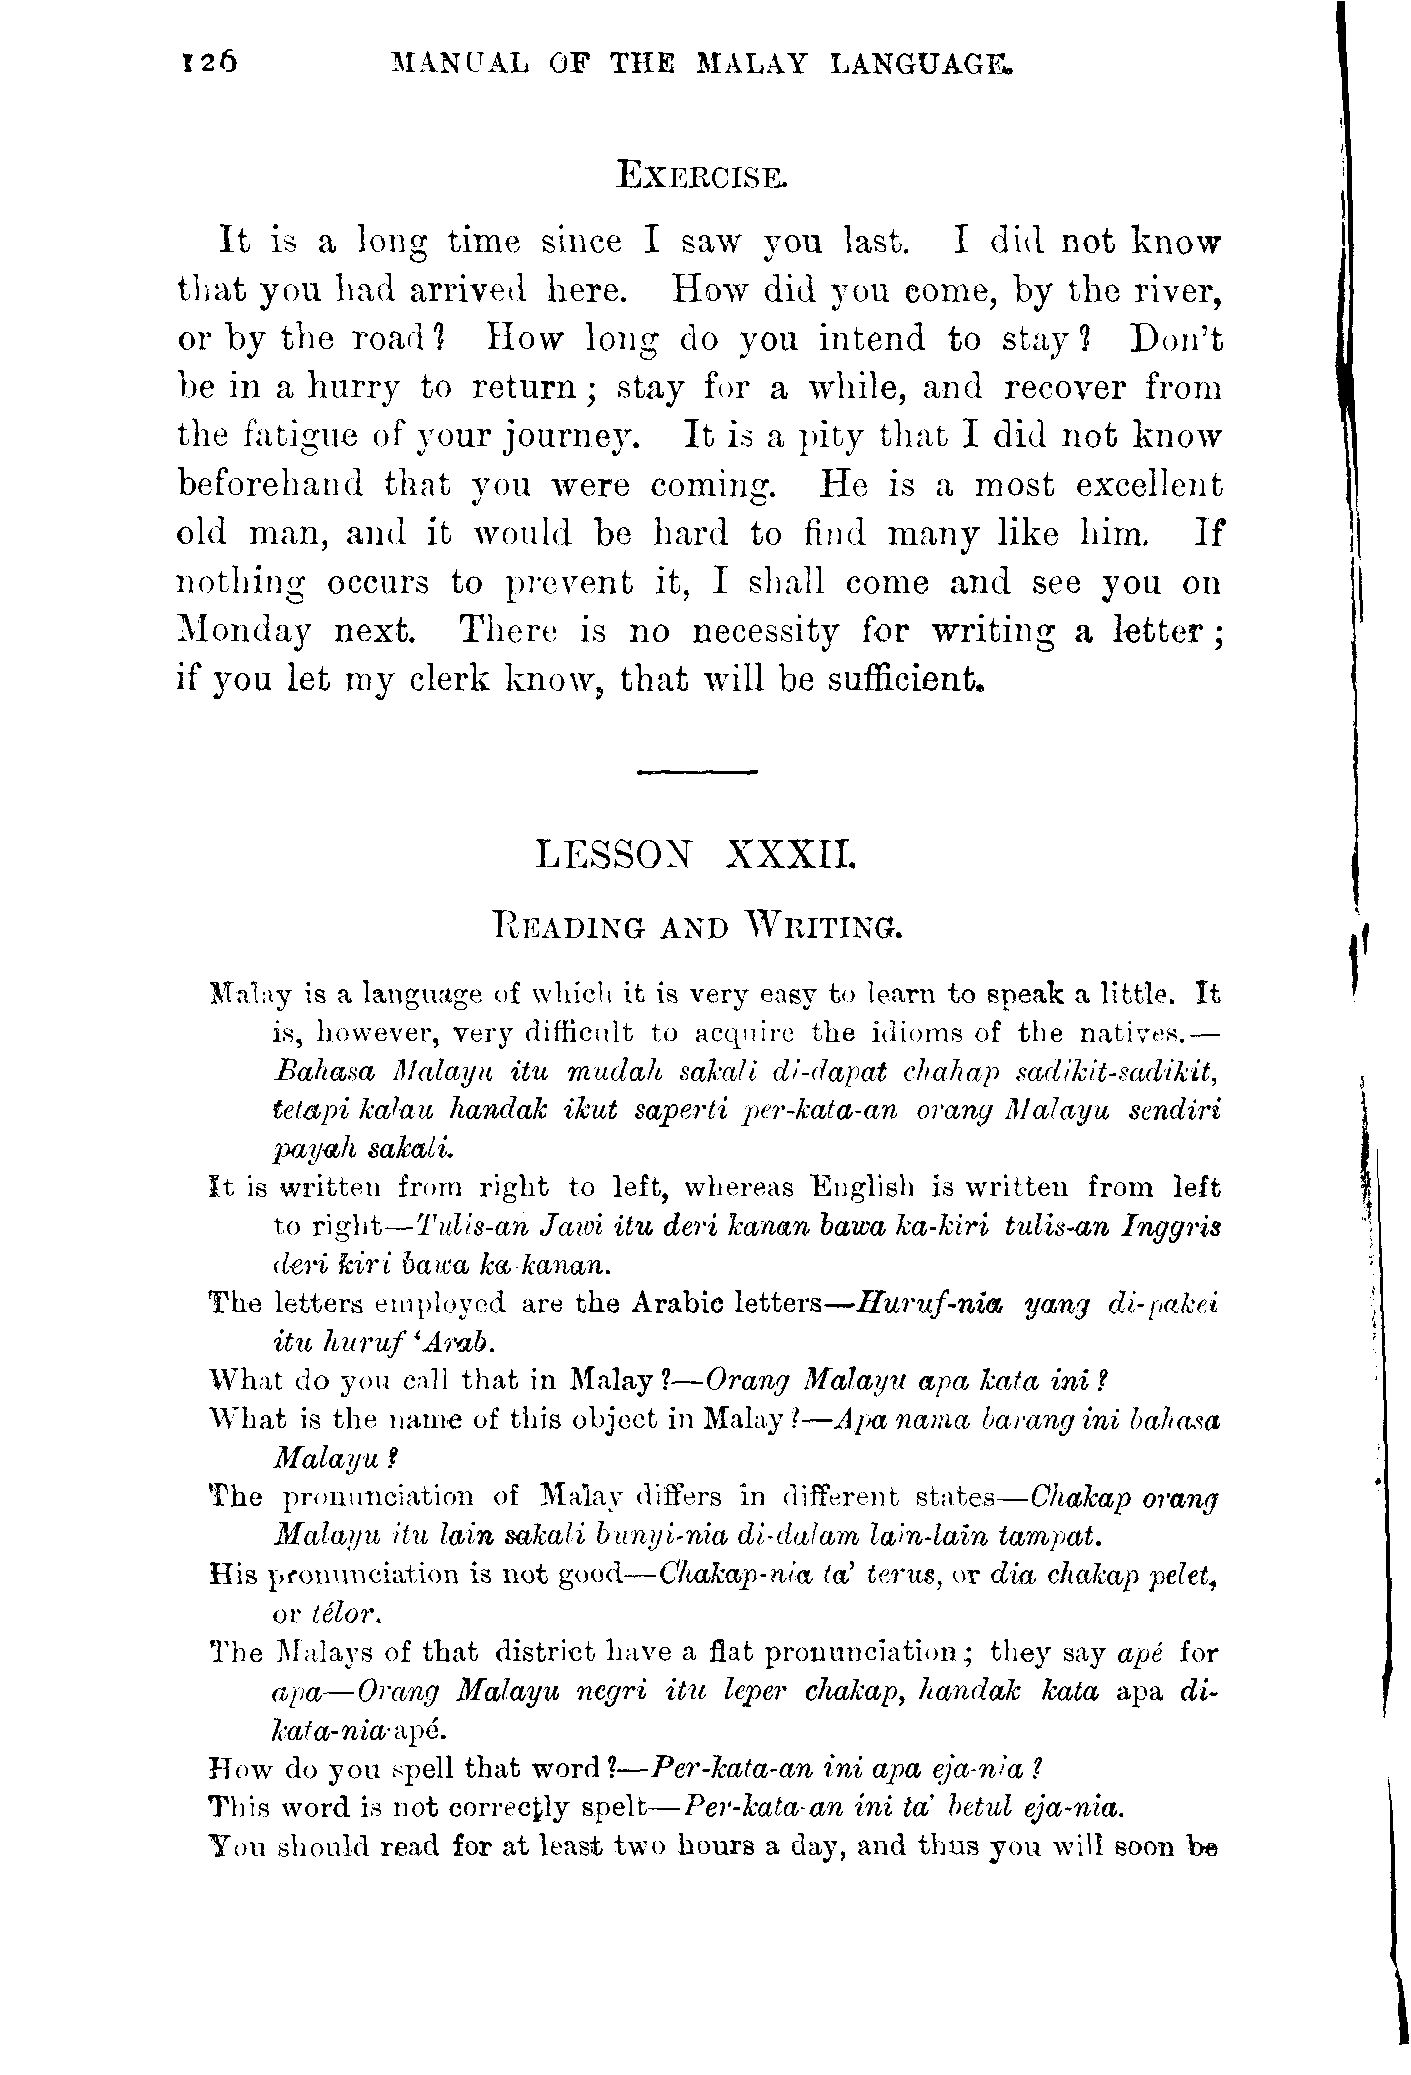 126 MANUAL OF THE MALAY LANGUAGE.
EXERCISE.
It is a long time since I saw you last. I did not know
that you had arrived here. How did you come, by the river,
or by the road? How long do you intend to stay? Don't
be in a hurry to return; stay for a while, and recover from
the fatigue of your journey. It is a pity that I did not know
beforehand that you were coming. He is a most excellent
old man, and it would be hard to find many like him. If
nothing occurs to prevent it, I shall come and see you on
Monday next. There is no necessity for writing a letter;
if you let my clerk know, that will be sufficient.
LESSON XXXII.
READING AND WRITING.
Malay is a language of which it is very easy to learn to speak a little. It
is, however, very difficult to acquire the idioms of the natives.—
Bahasa Malayu itu mudah sakali di-dapat chahap sadikit-sadikit,
tetapi kalau handak ikut saperti per-kata-an orang Malayu sendiri
payah sakali.
It is written from right to left, whereas English is written from left
to right—Tulis-an Jawi itu deri kanan bawa ka-kiri tulis-an Inggris
deri kiri bawa ka-kanan.
The letters employed are the Arabic letters—Huruf-nia yang di-pakei
itu huruf 'Arab.
What do you call that in Malay?—Orang Malayu apa kata ini?
What is the name of this object in Malay?—Apa nama barang ini bahasa
Malayu?
The pronunciation of Malay differs in different states—Chakap orang
Malayu itu lain sakali bunyi-nia di-dalam lain-lain tampat.
His pronunciation is not good—Chakap-nia ta' terus, or dia chakap pelet,
or télor.
The Malays of that district have a flat pronunciation; they say apé for
apa—Orang Malayu negri itu leper chakap, handak kata apa di-
kata-nia apé.
How do you spell that word?—Per-kata-an ini apa eja-nia?
This word is not correctly spelt—Per-kata-an ini ta' betul eja-nia.
You should read for at least two hours a day, and thus you will soon be